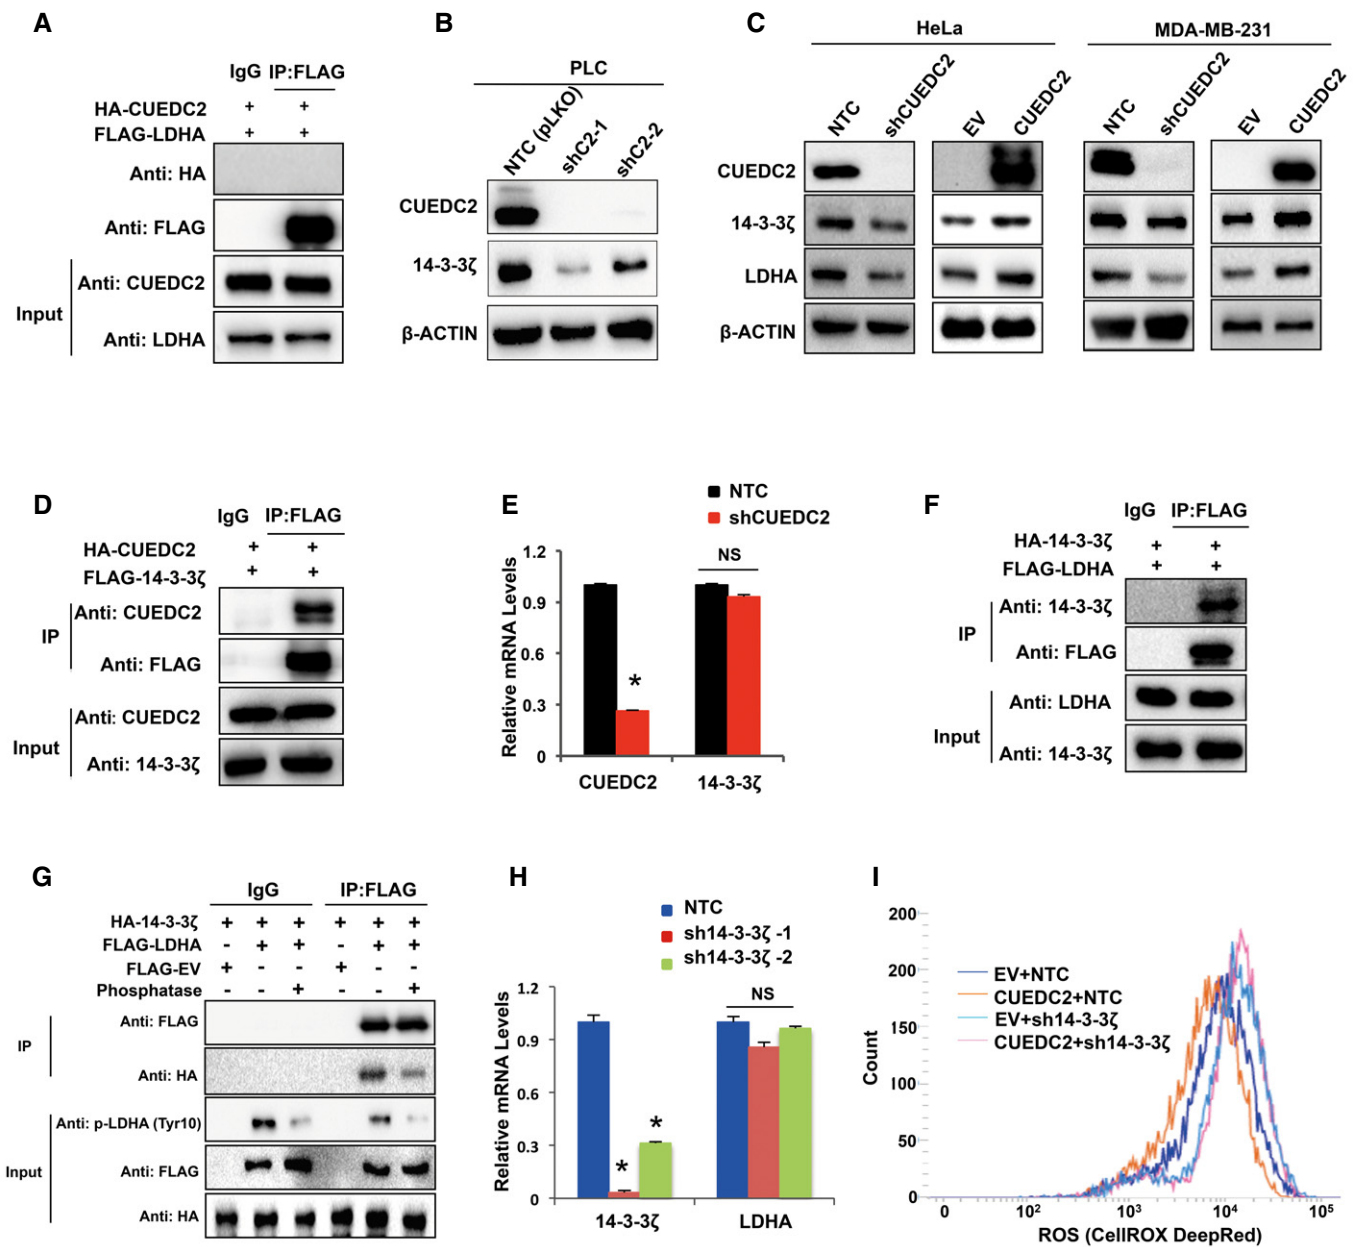 A
IgG IP:FLAG
HA-CUEDC2 + +
FLAG-LDHA + +
Anti: HA
Anti: FLAG
Input
Anti: CUEDC2
Anti: LDHA
B
PLC
NTC (pLKO) shC2-1 shC2-2
CUEDC2
14-3-3ζ
β-ACTIN
C
HeLa MDA-MB-231
NTC shCUEDC2 EV CUEDC2 NTC shCUEDC2 EV CUEDC2
CUEDC2
14-3-3ζ
LDHA
β-ACTIN
D
IgG IP:FLAG
HA-CUEDC2 + +
FLAG-14-3-3ζ + +
IP
Anti: CUEDC2
Anti: FLAG
Input
Anti: CUEDC2
Anti: 14-3-3ζ
E
NTC
shCUEDC2
Relative mRNA Levels
1.2
0.9
0.6
0.3
0
NS
*
CUEDC2 14-3-3ζ
F
IgG IP:FLAG
HA-14-3-3ζ + +
FLAG-LDHA + +
IP
Anti: 14-3-3ζ
Anti: FLAG
Input
Anti: LDHA
Anti: 14-3-3ζ
G
IgG IP:FLAG
HA-14-3-3ζ + + + + + +
FLAG-LDHA - + + - + +
FLAG-EV + - - + - -
Phosphatase - - + - - +
IP
Anti: FLAG
Anti: HA
Input
Anti: p-LDHA (Tyr10)
Anti: FLAG
Anti: HA
H
NTC
sh14-3-3ζ -1
sh14-3-3ζ -2
Relative mRNA Levels
1.2
0.9
0.6
0.3
0
NS
* *
14-3-3ζ LDHA
I
Count
200
200
150
100
50
0
EV+NTC
CUEDC2+NTC
EV+sh14-3-3ζ
CUEDC2+sh14-3-3ζ
0 10² 10³ 10⁴ 10⁵
ROS (CellROX DeepRed)